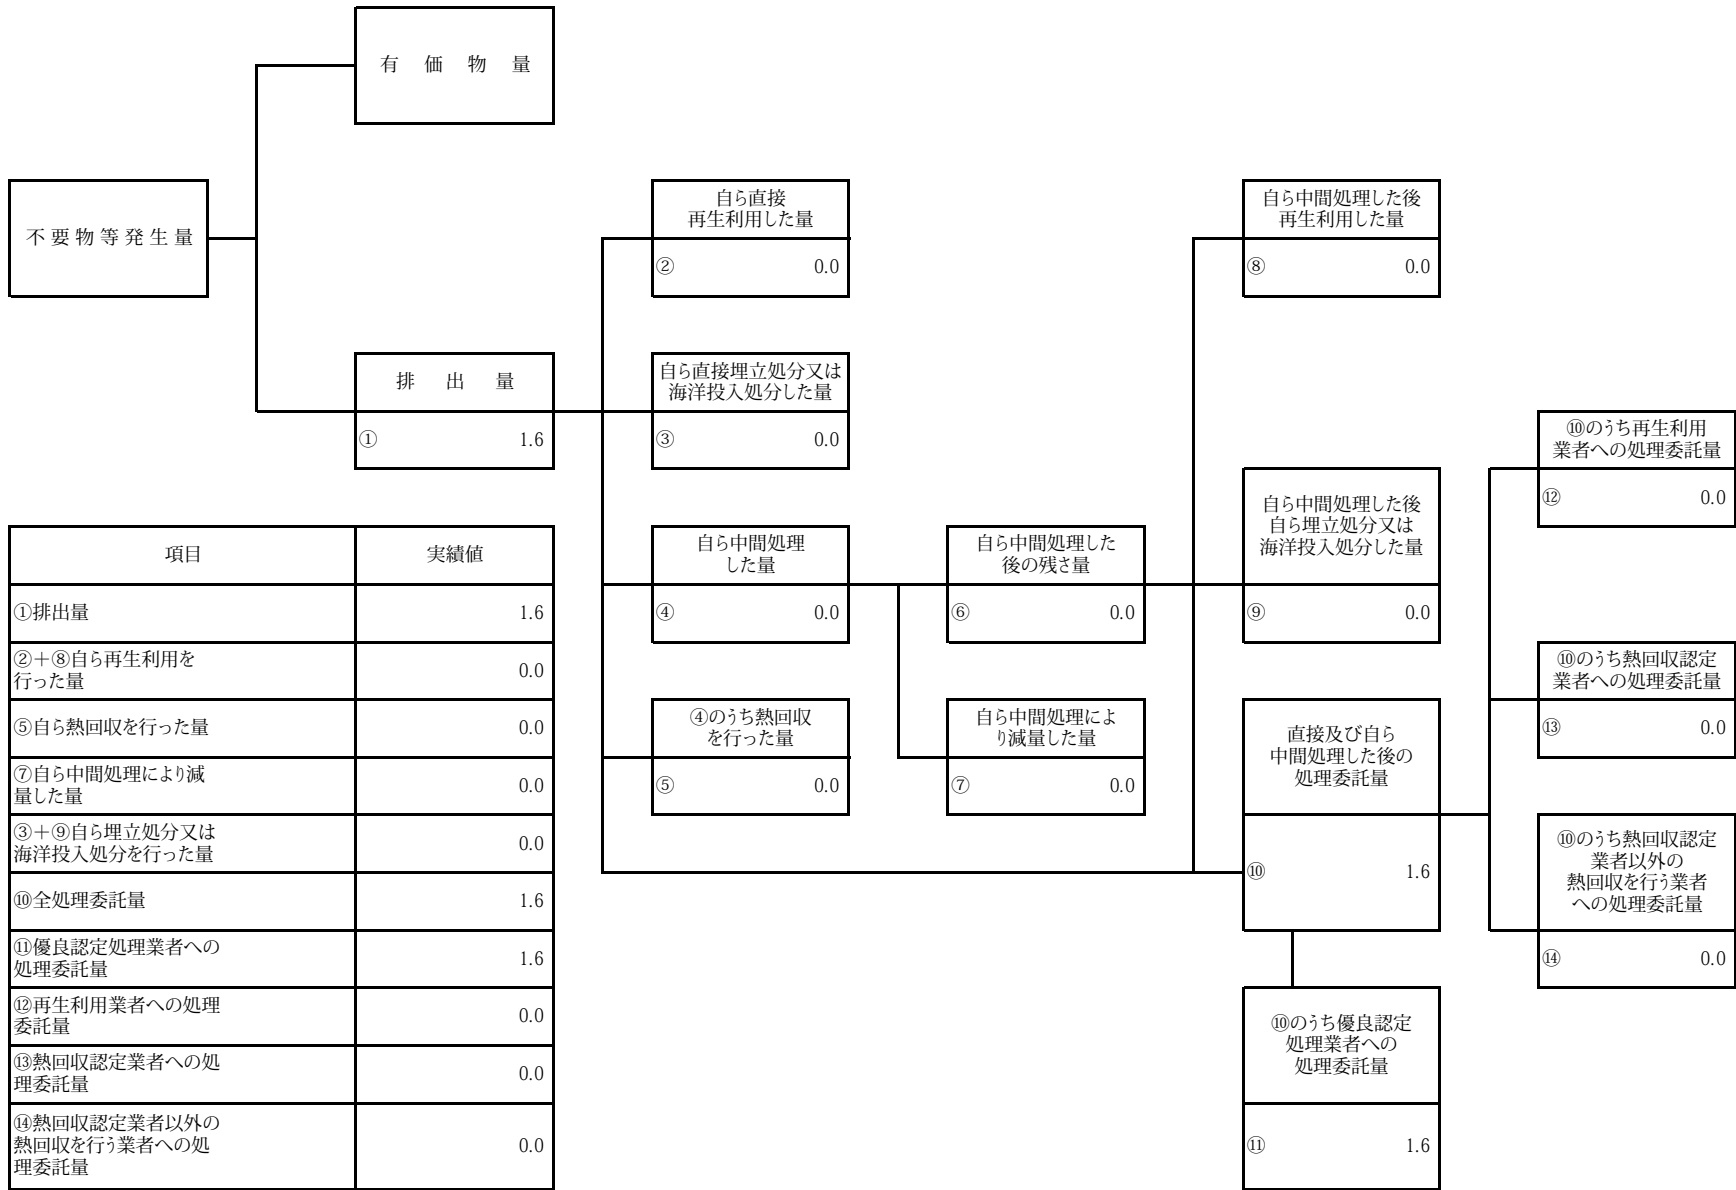 有価物量
不要物等発生量
自ら直接
再生利用した量
② 0.0
自ら中間処理した後
再生利用した量
⑧ 0.0
排出量
① 1.6
自ら直接埋立処分又は
海洋投入処分した量
③ 0.0
⑩のうち再生利用
業者への処理委託量
⑫ 0.0
自ら中間処理
した量
④ 0.0
自ら中間処理した
後の残さ量
⑥ 0.0
自ら中間処理した後
自ら埋立処分又は
海洋投入処分した量
⑨ 0.0
⑩のうち熱回収認定
業者への処理委託量
⑬ 0.0
④のうち熱回収
を行った量
⑤ 0.0
自ら中間処理によ
り減量した量
⑦ 0.0
直接及び自ら
中間処理した後の
処理委託量
⑩ 1.6
⑩のうち熱回収認定
業者以外の
熱回収を行う業者
への処理委託量
⑭ 0.0
⑩のうち優良認定
処理業者への
処理委託量
⑪ 1.6
項目 実績値
①排出量 1.6
②＋⑧自ら再生利用を
行った量 0.0
⑤自ら熱回収を行った量 0.0
⑦自ら中間処理により減
量した量 0.0
③＋⑨自ら埋立処分又は
海洋投入処分を行った量 0.0
⑩全処理委託量 1.6
⑪優良認定処理業者への
処理委託量 1.6
⑫再生利用業者への処理
委託量 0.0
⑬熱回収認定業者への処
理委託量 0.0
⑭熱回収認定業者以外の
熱回収を行う業者への処
理委託量 0.0